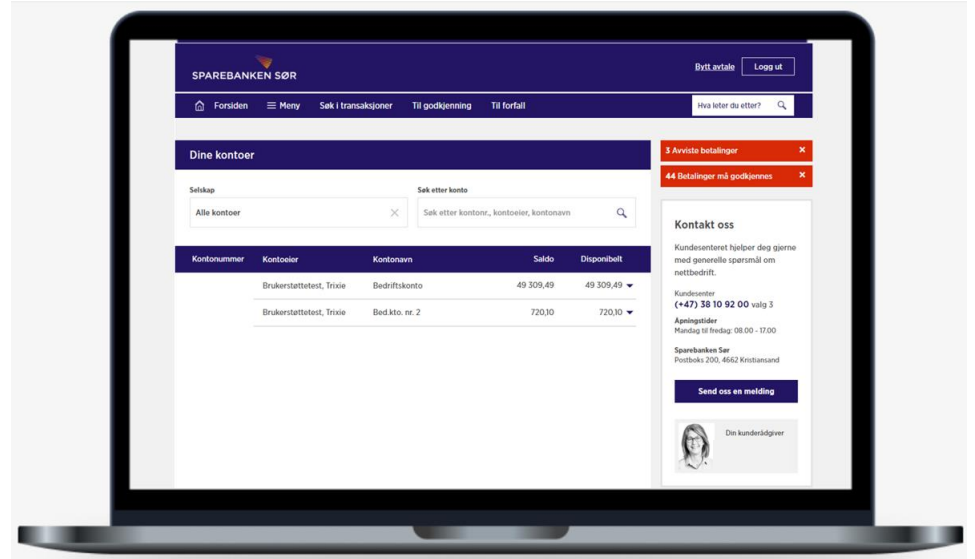 SPAREBANKEN SØR
Bytt avtale
Logg ut
Forsiden
Meny
Søk i transaksjoner
Til godkjenning
Til forfall
Hva leter du etter?
Dine kontoer
Selskap
Alle kontoer
Søk etter konto
Søk etter kontonr., kontoeier, kontonavn
Kontonummer Kontoeier Kontonavn Saldo Disponibelt
Brukerstøttetest, Trixie Bedriftskonto 49 309,49 49 309,49
Brukerstøttetest, Trixie Bed.kto. nr. 2 720,10 720,10
3 Avviste betalinger
44 Betalinger må godkjennes
Kontakt oss
Kundesenteret hjelper deg gjerne
med generelle spørsmål om
nettbedrift.
Kundesenter
(+47) 38 10 92 00 valg 3
Åpningstider
Mandag til fredag: 08.00 - 17.00
Sparebanken Sør
Postboks 200, 4662 Kristiansand
Send oss en melding
Din kunderådgiver